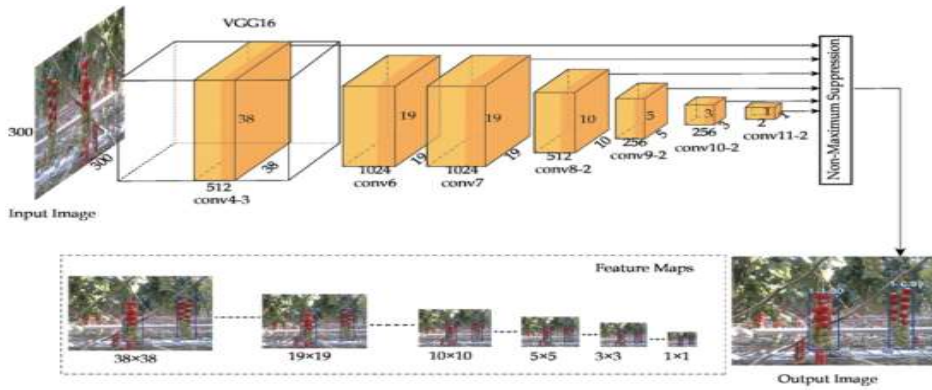 VGG16
300
300
Input Image
38
38
512
conv4-3
19
19
1024
conv6
19
19
1024
conv7
10
10
512
conv8-2
5
5
256
conv9-2
3
3
256
conv10-2
1
1
2
conv11-2
Non-Maximum Suppression
Feature Maps
38×38
19×19
10×10
5×5
3×3
1×1
Output Image